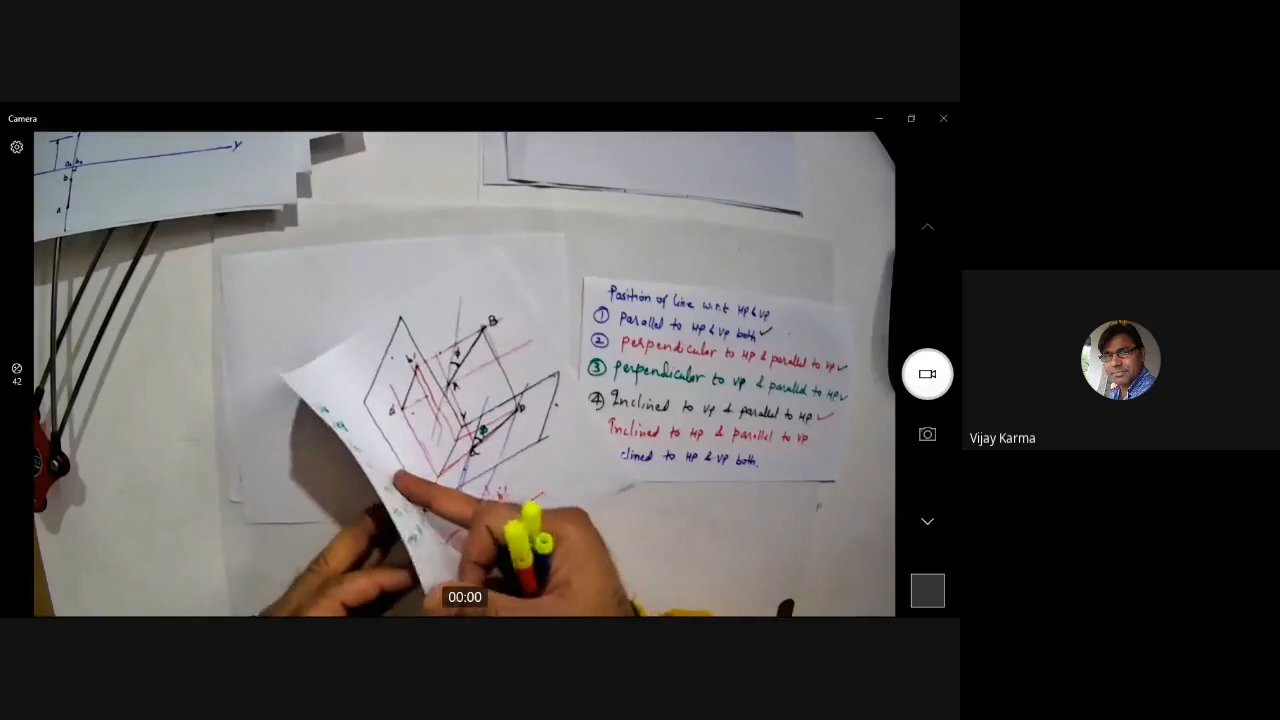 Camera
Position of line w.r.t HP & VP
① Parallel to HP & VP both ✓
② perpendicular to HP & parallel to VP ✓
③ perpendicular to VP & parallel to HP ✓
④ Inclined to VP & parallel to HP ✓
Inclined to HP & parallel to VP
clined to HP & VP both.
y
B
42
00:00
Vijay Karma